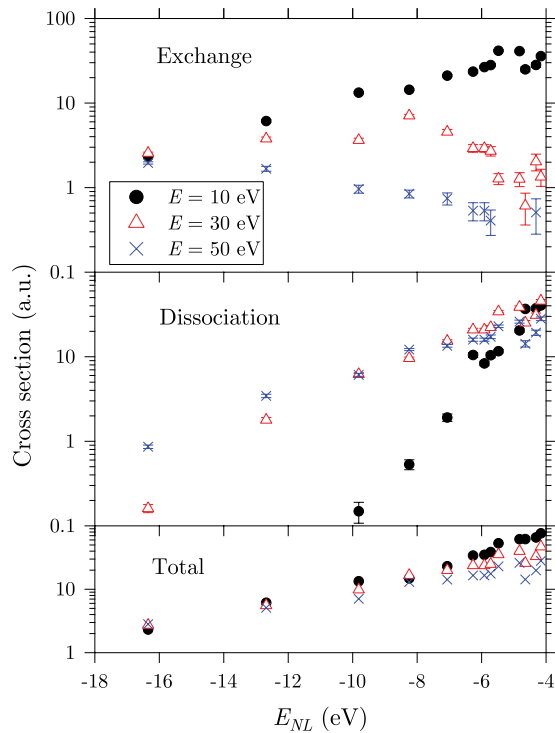 100
Exchange
10
1
E = 10 eV
E = 30 eV
E = 50 eV
0.1
Cross section (a.u.)
Dissociation
10
1
0.1
Total
10
1
-18 -16 -14 -12 -10 -8 -6 -4
E_NL (eV)